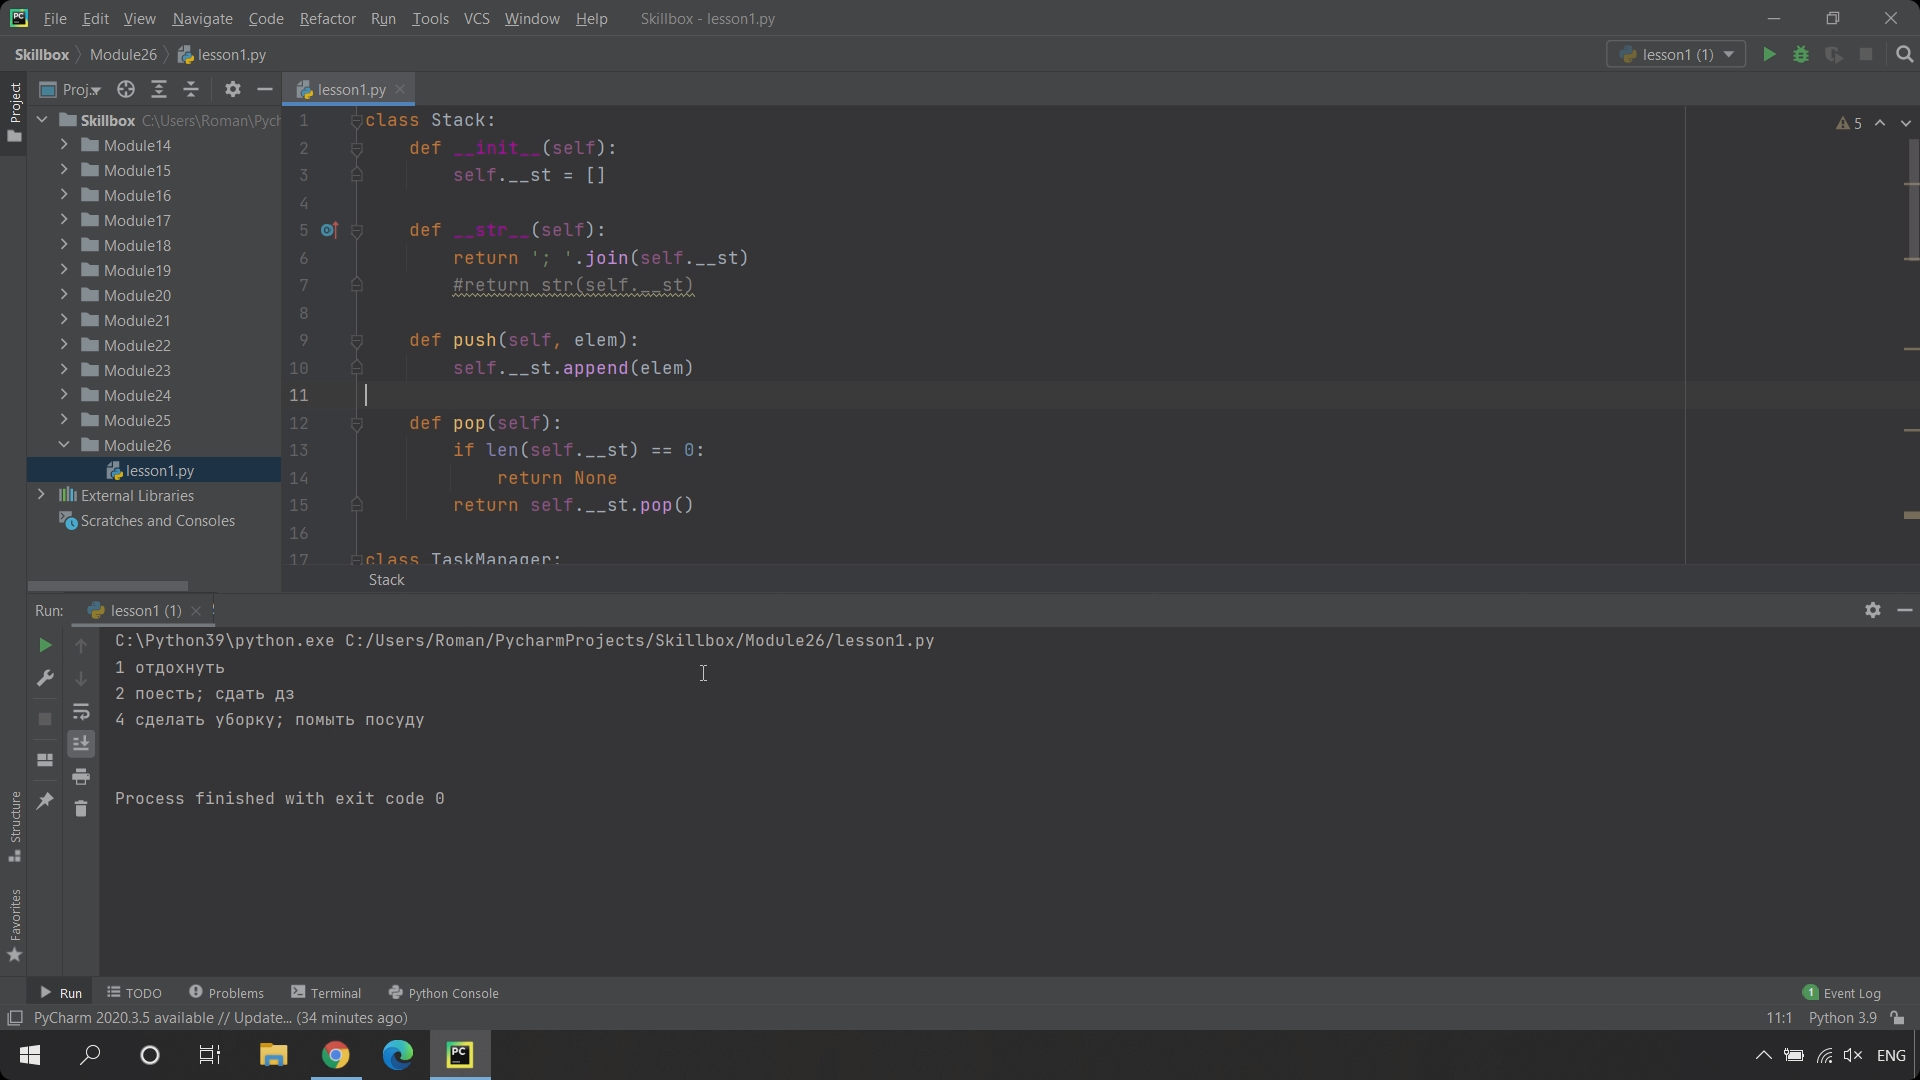 File Edit View Navigate Code Refactor Run Tools VCS Window Help Skillbox - lesson1.py
Skillbox Module26 lesson1.py
lesson1 (1)
Project
Proj..
lesson1.py
Skillbox C:\Users\Roman\Pych
Module14
Module15
Module16
Module17
Module18
Module19
Module20
Module21
Module22
Module23
Module24
Module25
Module26
lesson1.py
External Libraries
Scratches and Consoles
5
1 class Stack:
2 def __init__(self):
3 self.__st = []
4
5 def __str__(self):
6 return '; '.join(self.__st)
7 #return str(self.__st)
8
9 def push(self, elem):
10 self.__st.append(elem)
11
12 def pop(self):
13 if len(self.__st) == 0:
14 return None
15 return self.__st.pop()
16
17 class TaskManager:
Stack
Run: lesson1 (1)
C:\Python39\python.exe C:/Users/Roman/PycharmProjects/Skillbox/Module26/lesson1.py
1 отдохнуть
2 поесть; сдать дз
4 сделать уборку; помыть посуду
Process finished with exit code 0
Structure
Favorites
Run TODO Problems Terminal Python Console
1 Event Log
PyCharm 2020.3.5 available // Update... (34 minutes ago)
11:1 Python 3.9
PC
ENG